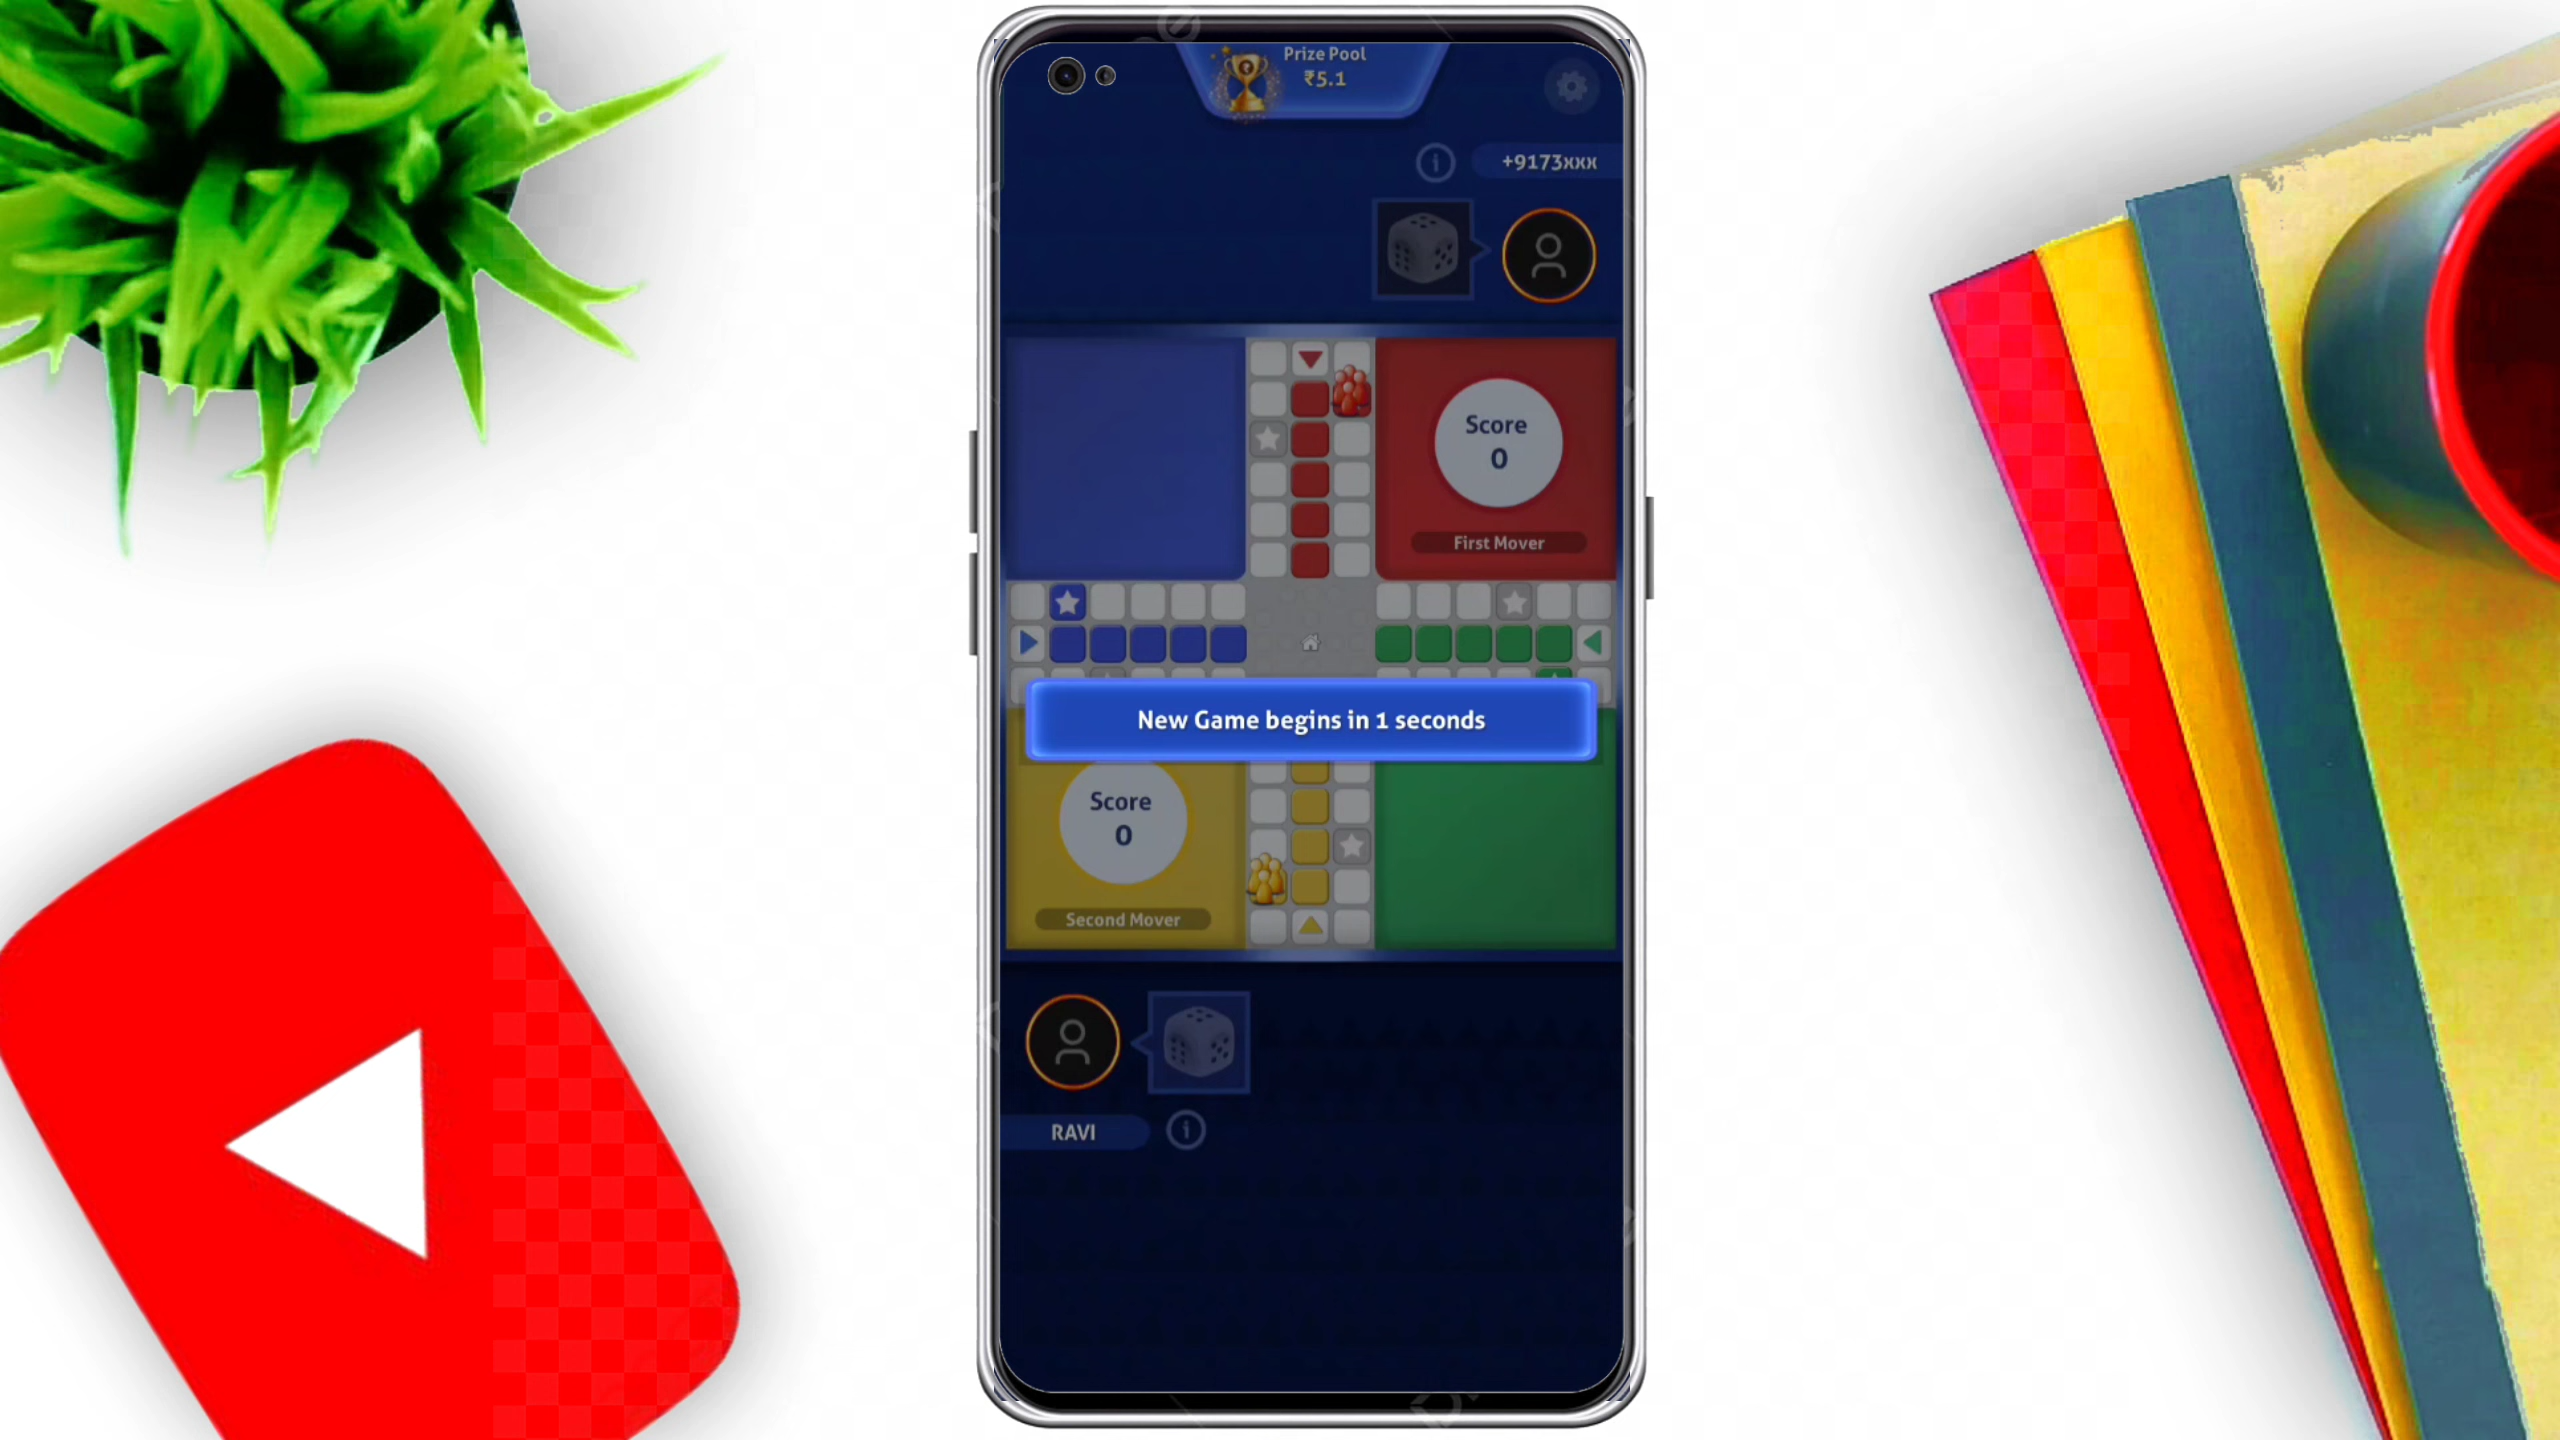 Prize Pool
₹5.1
+9173xxx
Score
0
First Mover
New Game begins in 1 seconds
Score
0
Second Mover
RAVI